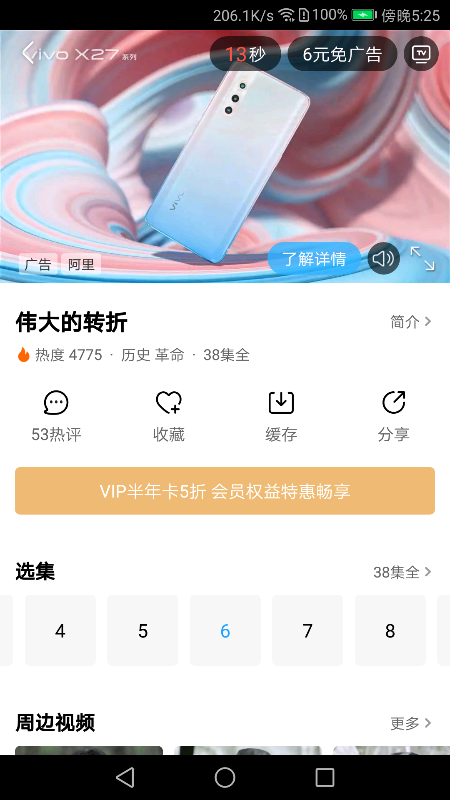 206.1K/s 100% 傍晚5:25
vivo X27系列
13秒
6元免广告
TV
vivo
广告
阿里
了解详情
伟大的转折
简介
热度 4775 · 历史 革命 · 38集全
53热评
收藏
缓存
分享
VIP半年卡5折 会员权益特惠畅享
选集
38集全
4
5
6
7
8
周边视频
更多